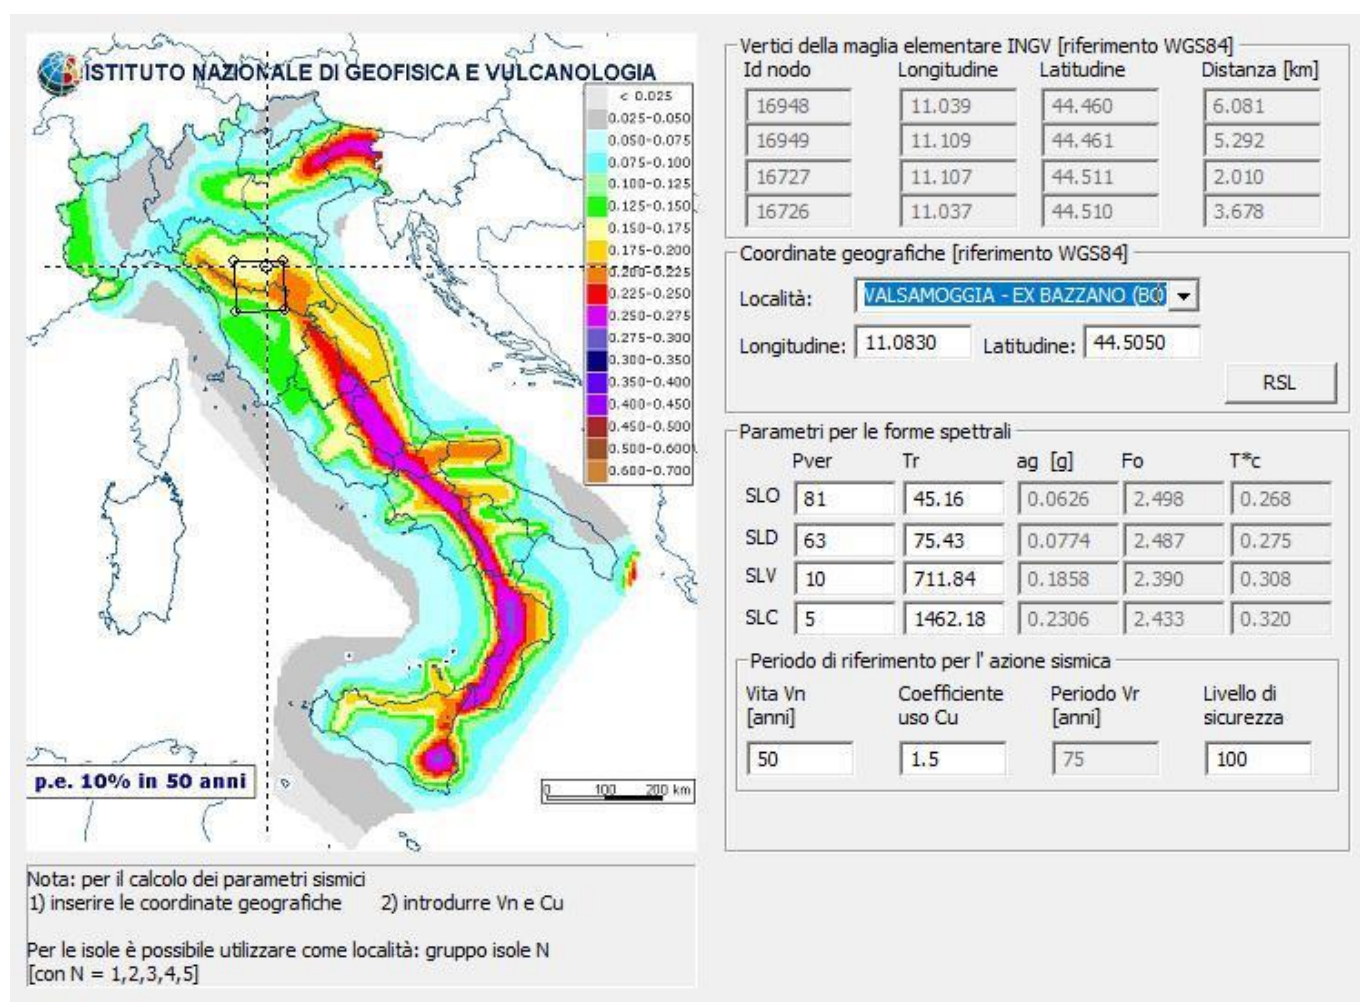 ISTITUTO NAZIONALE DI GEOFISICA E VULCANOLOGIA
< 0.025
0.025-0.050
0.050-0.075
0.075-0.100
0.100-0.125
0.125-0.150
0.150-0.175
0.175-0.200
0.200-0.225
0.225-0.250
0.250-0.275
0.275-0.300
0.300-0.350
0.350-0.400
0.400-0.450
0.450-0.500
0.500-0.600
0.600-0.700
p.e. 10% in 50 anni
0 100 200 km
Nota: per il calcolo dei parametri sismici
1) inserire le coordinate geografiche 2) introdurre Vn e Cu
Per le isole è possibile utilizzare come località: gruppo isole N
[con N = 1,2,3,4,5]
Vertici della maglia elementare INGV [riferimento WGS84]
Id nodo Longitudine Latitudine Distanza [km]
16948 11.039 44.460 6.081
16949 11.109 44.461 5.292
16727 11.107 44.511 2.010
16726 11.037 44.510 3.678
Coordinate geografiche [riferimento WGS84]
Località: VALSAMOGGIA - EX BAZZANO (BO)
Longitudine: 11.0830 Latitudine: 44.5050
RSL
Parametri per le forme spettrali
Pver Tr ag [g] Fo T*c
SLO 81 45.16 0.0626 2.498 0.268
SLD 63 75.43 0.0774 2.487 0.275
SLV 10 711.84 0.1858 2.390 0.308
SLC 5 1462.18 0.2306 2.433 0.320
Periodo di riferimento per l' azione sismica
Vita Vn Coefficiente Periodo Vr Livello di
[anni] uso Cu [anni] sicurezza
50 1.5 75 100